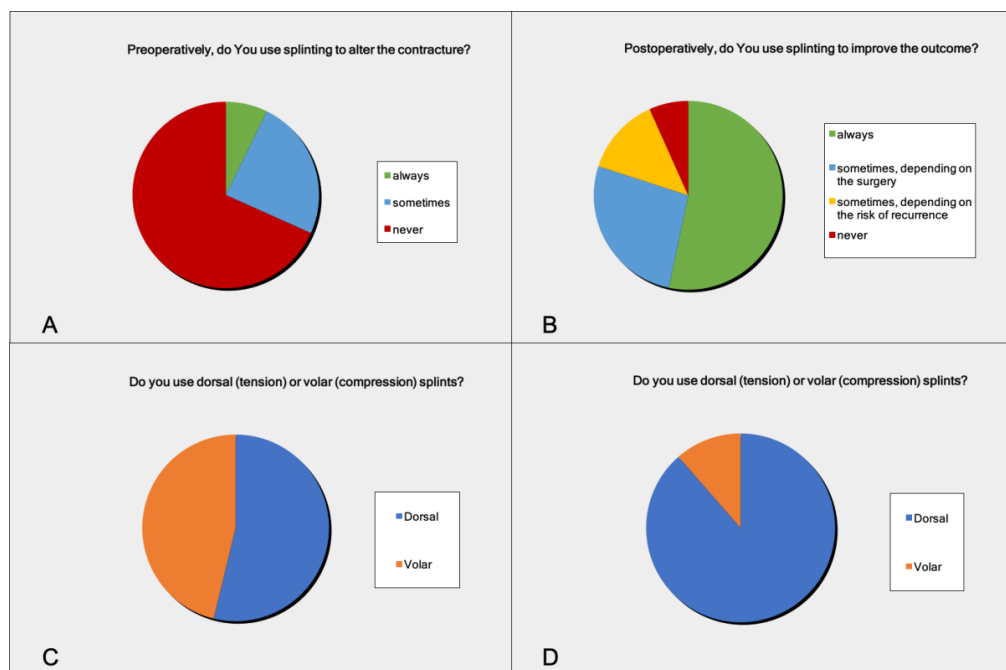 Preoperatively, do You use splinting to alter the contracture?
always
sometimes
never
A
Postoperatively, do You use splinting to improve the outcome?
always
sometimes, depending on
the surgery
sometimes, depending on
the risk of recurrence
never
B
Do you use dorsal (tension) or volar (compression) splints?
Dorsal
Volar
C
Do you use dorsal (tension) or volar (compression) splints?
Dorsal
Volar
D